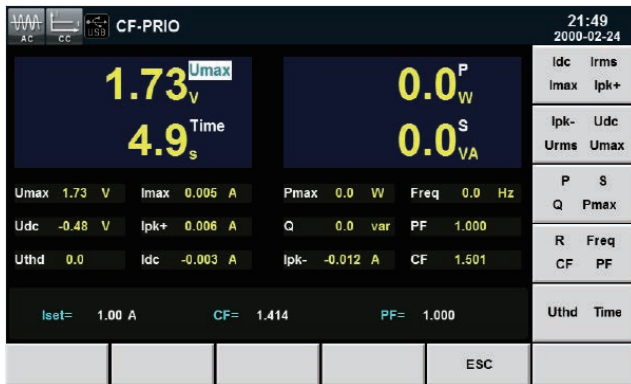 AC CC USB CF-PRIO 21:49
2000-02-24
1.73 Umax V 0.0 P W
4.9 Time s 0.0 S VA
Umax 1.73 V Imax 0.005 A Pmax 0.0 W Freq 0.0 Hz
Udc -0.48 V Ipk+ 0.006 A Q 0.0 var PF 1.000
Uthd 0.0 Idc -0.003 A Ipk- -0.012 A CF 1.501
Iset= 1.00 A CF= 1.414 PF= 1.000
Idc Irms
Imax Ipk+
Ipk- Udc
Urms Umax
P S
Q Pmax
R Freq
CF PF
Uthd Time
ESC